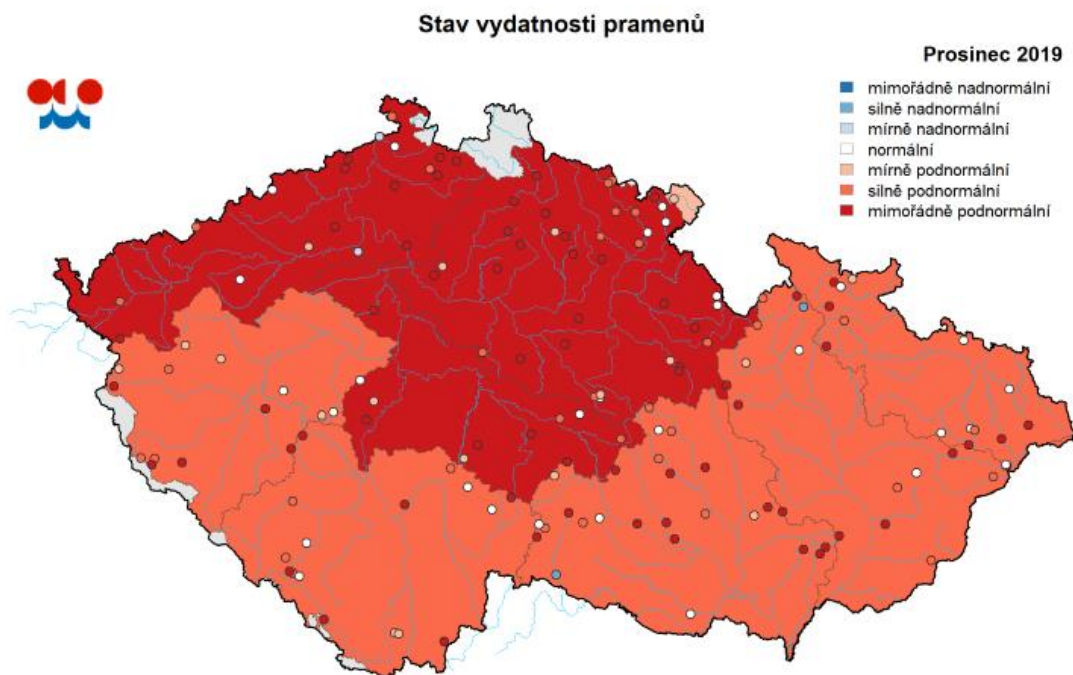 Stav vydatnosti pramenů
Prosinec 2019
mimořádně nadnormální
silně nadnormální
mírně nadnormální
normální
mírně podnormální
silně podnormální
mimořádně podnormální